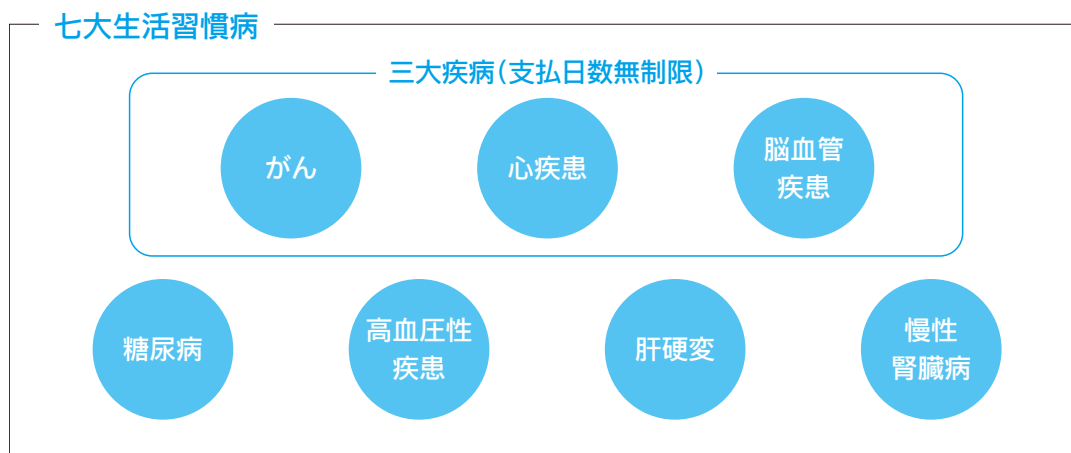 七大生活習慣病
三大疾病(支払日数無制限)
がん
心疾患
脳血管
疾患
糖尿病
高血圧性
疾患
肝硬変
慢性
腎臓病